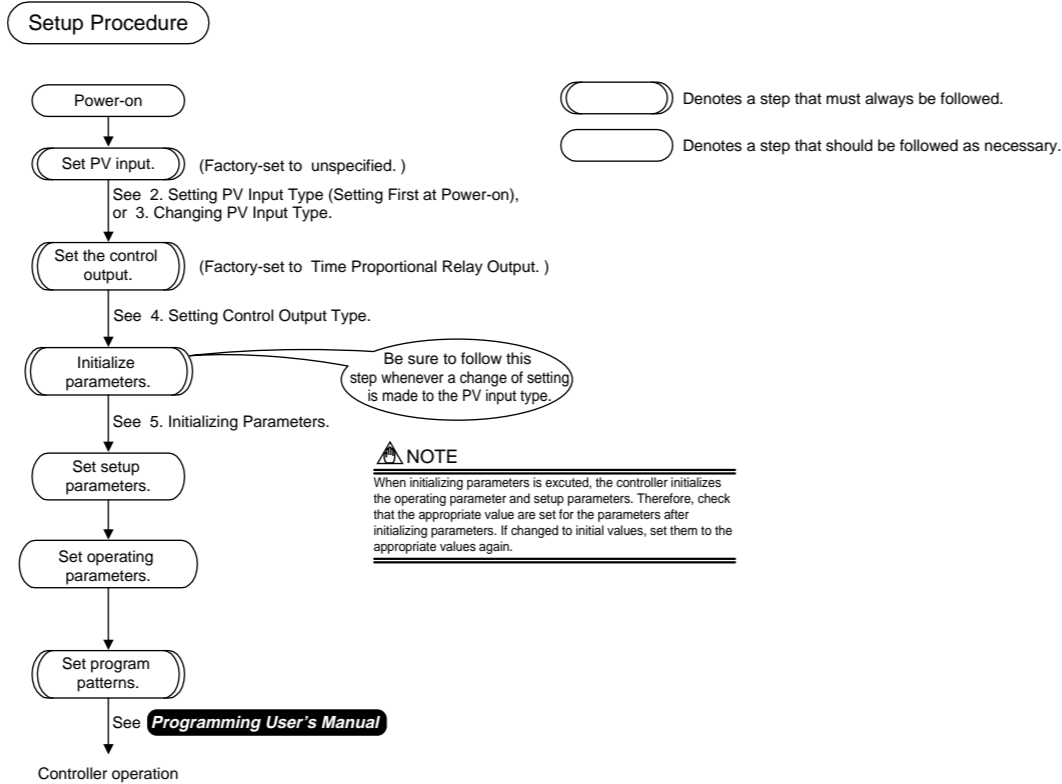 Setup Procedure
Power-on
Denotes a step that must always be followed.
Set PV input.
(Factory-set to unspecified. )
Denotes a step that should be followed as necessary.
See 2. Setting PV Input Type (Setting First at Power-on),
or 3. Changing PV Input Type.
Set the control
output.
(Factory-set to Time Proportional Relay Output. )
See 4. Setting Control Output Type.
Initialize
parameters.
Be sure to follow this
step whenever a change of setting
is made to the PV input type.
See 5. Initializing Parameters.
NOTE
When initializing parameters is excuted, the controller initializes
the operating parameter and setup parameters. Therefore, check
that the appropriate value are set for the parameters after
initializing parameters. If changed to initial values, set them to the
appropriate values again.
Set setup
parameters.
Set operating
parameters.
Set program
patterns.
See Programming User's Manual
Controller operation